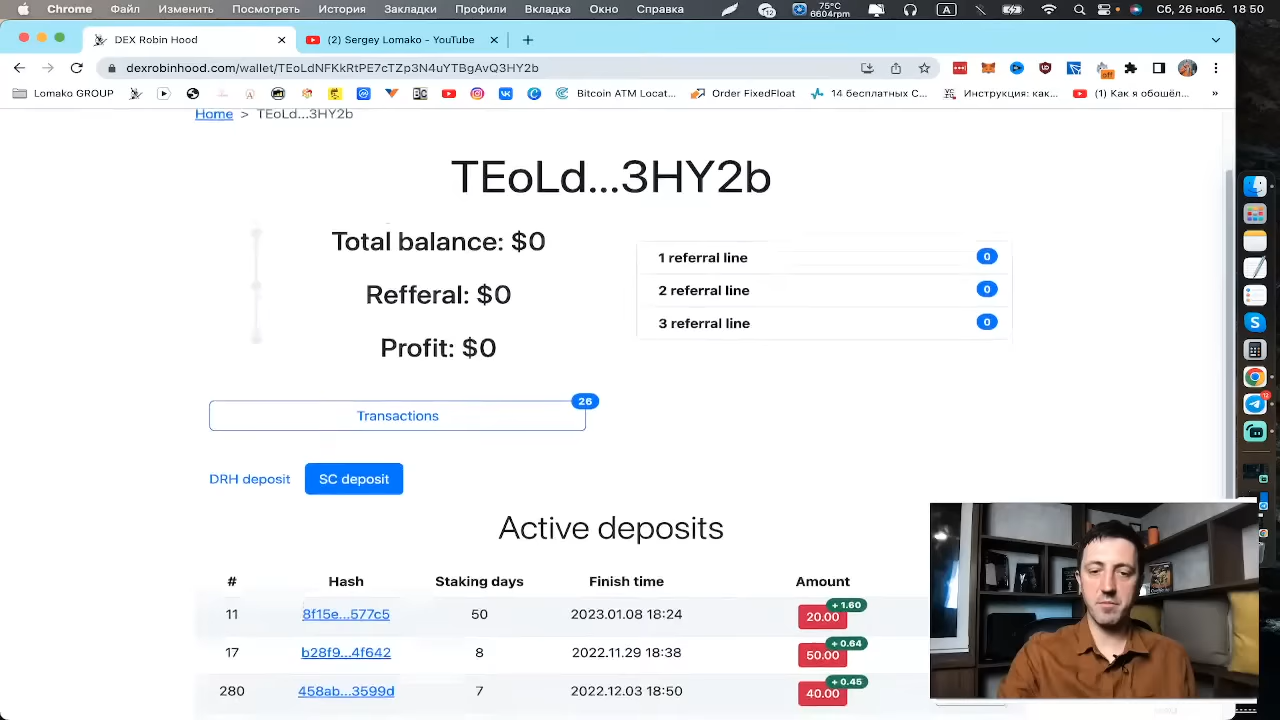 Chrome Файл Изменить Просмотреть История Закладки Профили Вкладка Окно Справка 75°C 6604rpm A Сб, 26 нояб. 18:50
DEX Robin Hood
(2) Sergey Lomako - YouTube
dexrobinhood.com/wallet/TEoLdNFKkRtPE7cTZp3N4uYTBgAvQ3HY2b
Lomako GROUP
Bitcoin ATM Locat...
Order FixedFloat
14 бесплатных С...
Инструкция: как...
(1) Как я обошёл...
Home > TEoLd...3HY2b
TEoLd...3HY2b
Total balance: $0
Refferal: $0
Profit: $0
1 referral line 0
2 referral line 0
3 referral line 0
Transactions 26
DRH deposit SC deposit
Active deposits
# Hash Staking days Finish time Amount
11 8f15e...577c5 50 2023.01.08 18:24 20.00 + 1.60
17 b28f9...4f642 8 2022.11.29 18:38 50.00 + 0.64
280 458ab...3599d 7 2022.12.03 18:50 40.00 + 0.45